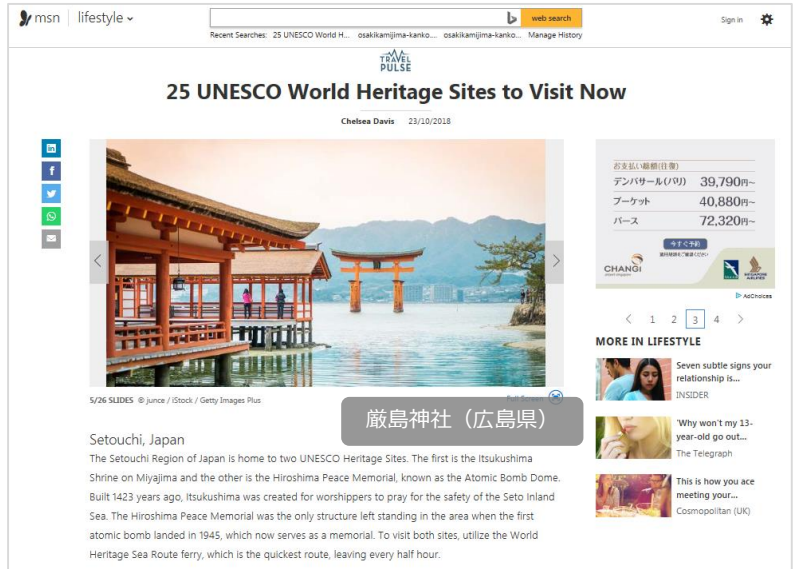 msn lifestyle
web search
Sign in
Recent Searches: 25 UNESCO World H... osakikamijima-kanko... osakikamijima-kanko... Manage History
TRAVEL
PULSE
25 UNESCO World Heritage Sites to Visit Now
Chelsea Davis 23/10/2018
お支払い総額(往復)
デンパサール(バリ) 39,790円~
プーケット 40,880円~
パース 72,320円~
今すぐ予約
CHANGI
airport singapore
SINGAPORE
AIRLINES
AdChoices
1 2 3 4
MORE IN LIFESTYLE
Seven subtle signs your
relationship is...
INSIDER
'Why won't my 13-
year-old go out...
The Telegraph
This is how you ace
meeting your...
Cosmopolitan (UK)
5/26 SLIDES © junce / iStock / Getty Images Plus
Full Screen
厳島神社（広島県）
Setouchi, Japan
The Setouchi Region of Japan is home to two UNESCO Heritage Sites. The first is the Itsukushima
Shrine on Miyajima and the other is the Hiroshima Peace Memorial, known as the Atomic Bomb Dome.
Built 1423 years ago, Itsukushima was created for worshippers to pray for the safety of the Seto Inland
Sea. The Hiroshima Peace Memorial was the only structure left standing in the area when the first
atomic bomb landed in 1945, which now serves as a memorial. To visit both sites, utilize the World
Heritage Sea Route ferry, which is the quickest route, leaving every half hour.